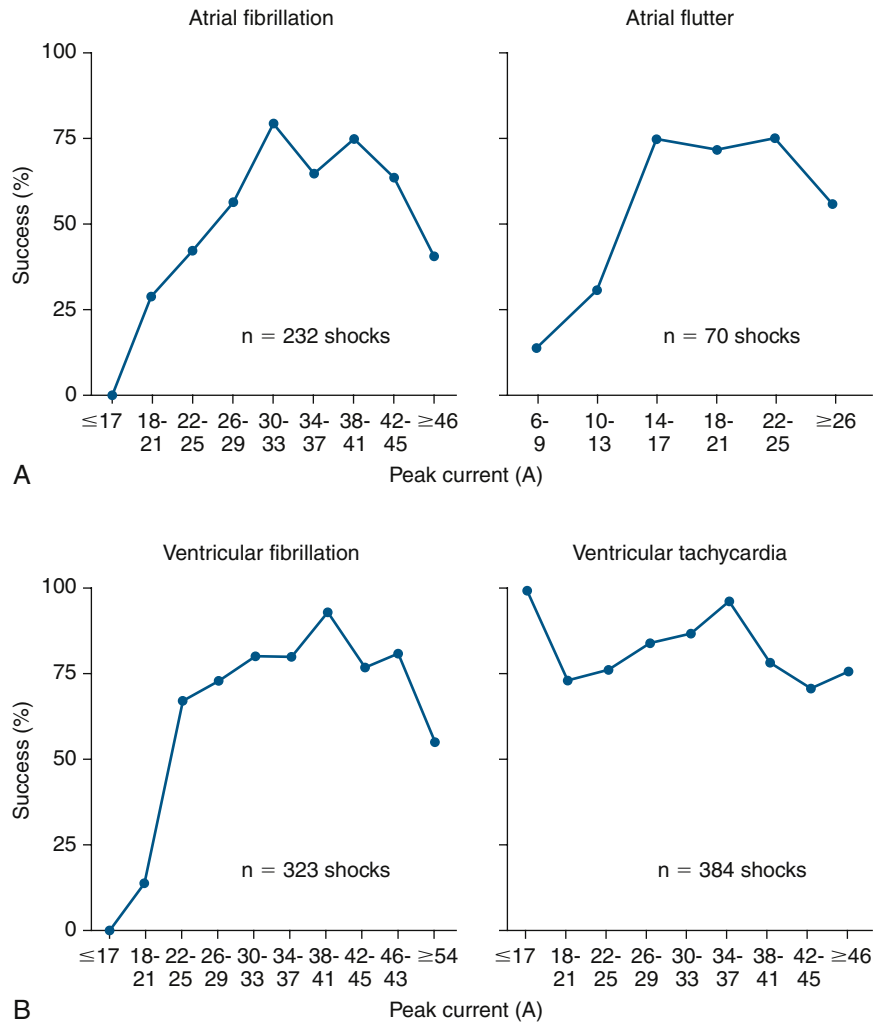 Atrial fibrillation
Atrial flutter
100
75
50
25
0
Success (%)
n = 232 shocks
n = 70 shocks
≤17 18-21 22-25 26-29 30-33 34-37 38-41 42-45 ≥46
6-9 10-13 14-17 18-21 22-25 ≥26
A
Peak current (A)
Ventricular fibrillation
Ventricular tachycardia
100
75
50
25
0
Success (%)
n = 323 shocks
n = 384 shocks
≤17 18-21 22-25 26-29 30-33 34-37 38-41 42-45 46-43 ≥54
≤17 18-21 22-25 26-29 30-33 34-37 38-41 42-45 ≥46
B
Peak current (A)